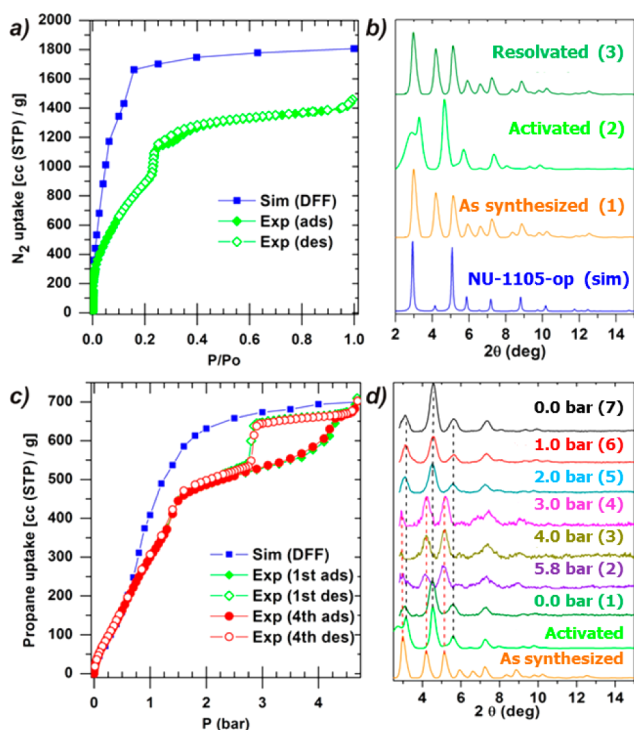 a)
N2 uptake [cc (STP) / g]
2000
1800
1600
1400
1200
1000
800
600
400
200
0
Sim (DFF)
Exp (ads)
Exp (des)
0.0 0.2 0.4 0.6 0.8 1.0
P/Po
b)
Resolvated (3)
Activated (2)
As synthesized (1)
NU-1105-op (sim)
2 4 6 8 10 12 14
2θ (deg)
c)
Propane uptake [cc (STP) / g]
700
600
500
400
300
200
100
0
Sim (DFF)
Exp (1st ads)
Exp (1st des)
Exp (4th ads)
Exp (4th des)
0 1 2 3 4
P (bar)
d)
0.0 bar (7)
1.0 bar (6)
2.0 bar (5)
3.0 bar (4)
4.0 bar (3)
5.8 bar (2)
0.0 bar (1)
Activated
As synthesized
4 6 8 10 12 14
2 θ (deg)